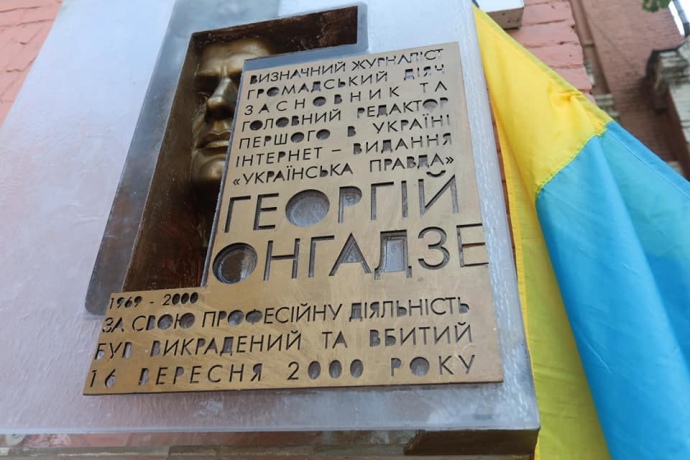 ВИЗНАЧНИЙ ЖУРНАЛІСТ
ГРОМАДСЬКИЙ ДІЯЧ
ЗАСНОВНИК ТА
ГОЛОВНИЙ РЕДАКТОР
ПЕРШОГО В УКРАЇНІ
ІНТЕРНЕТ – ВИДАННЯ
«УКРАЇНСЬКА ПРАВДА»
ГЕОРГІЙ
ОНГАДЗЕ
1969 - 2000
ЗА СВОЮ ПРОФЕСІЙНУ ДІЯЛЬНІСТЬ
БУВ ВИКРАДЕНИЙ ТА ВБИТИЙ
16 ВЕРЕСНЯ 2000 РОКУ